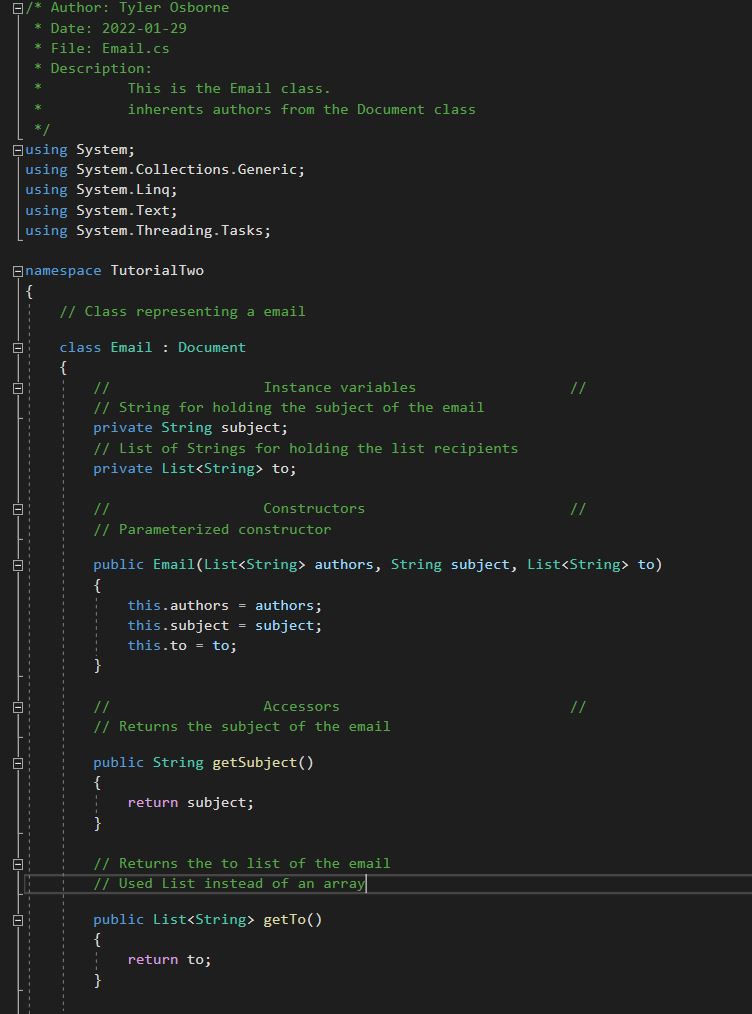 /* Author: Tyler Osborne
 * Date: 2022-01-29
 * File: Email.cs
 * Description:
 *          This is the Email class.
 *          inherents authors from the Document class
 */
using System;
using System.Collections.Generic;
using System.Linq;
using System.Text;
using System.Threading.Tasks;

namespace TutorialTwo
{
    // Class representing a email

    class Email : Document
    {
        //                  Instance variables                  //
        // String for holding the subject of the email
        private String subject;
        // List of Strings for holding the list recipients
        private List<String> to;

        //                  Constructors                        //
        // Parameterized constructor

        public Email(List<String> authors, String subject, List<String> to)
        {
            this.authors = authors;
            this.subject = subject;
            this.to = to;
        }

        //                  Accessors                           //
        // Returns the subject of the email

        public String getSubject()
        {
            return subject;
        }

        // Returns the to list of the email
        // Used List instead of an array

        public List<String> getTo()
        {
            return to;
        }